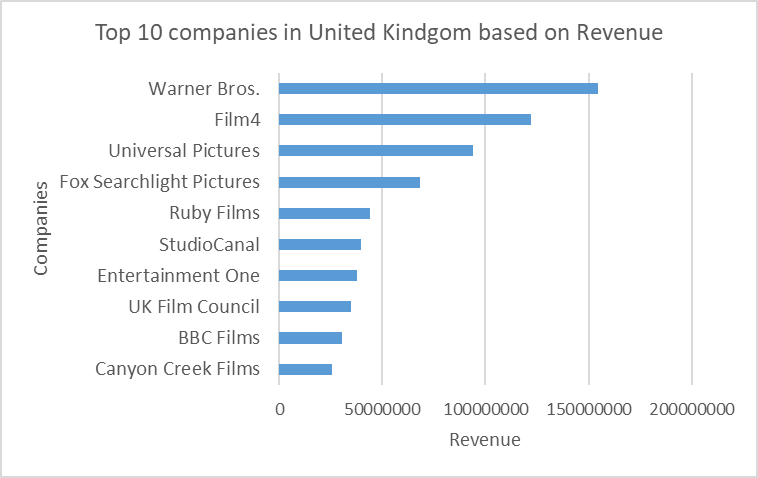 Top 10 companies in United Kindgom based on Revenue
Warner Bros.
Film4
Universal Pictures
Fox Searchlight Pictures
Ruby Films
StudioCanal
Entertainment One
UK Film Council
BBC Films
Canyon Creek Films
Companies
0 50000000 100000000 150000000 200000000
Revenue